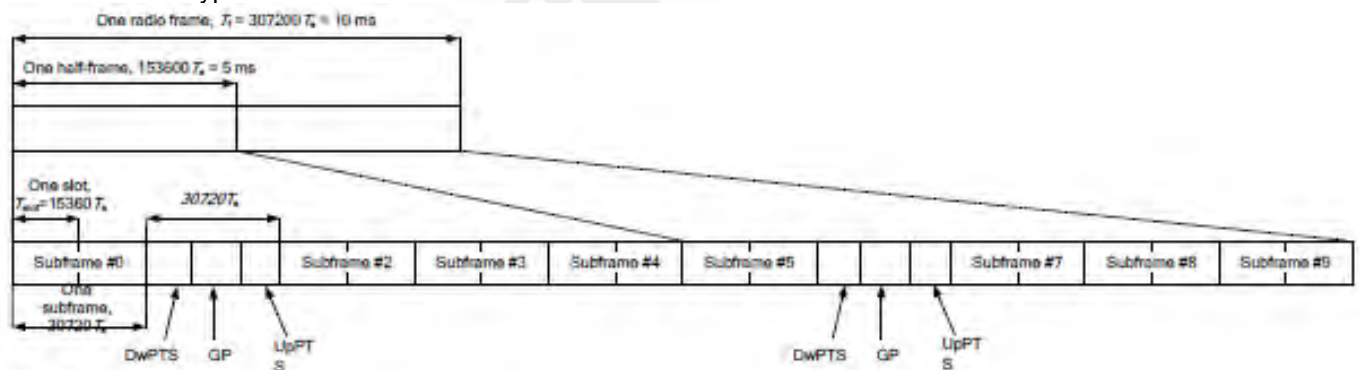 One radio frame, Tf = 307200 Ts = 10 ms
One half-frame, 153600 Ts = 5 ms
One slot,
Tslot=15360 Ts
30720Ts
Subframe #0
Subframe #2
Subframe #3
Subframe #4
Subframe #5
Subframe #7
Subframe #8
Subframe #9
One
subframe,
30720 Ts
DwPTS
GP
UpPT
S
DwPTS
GP
UpPT
S